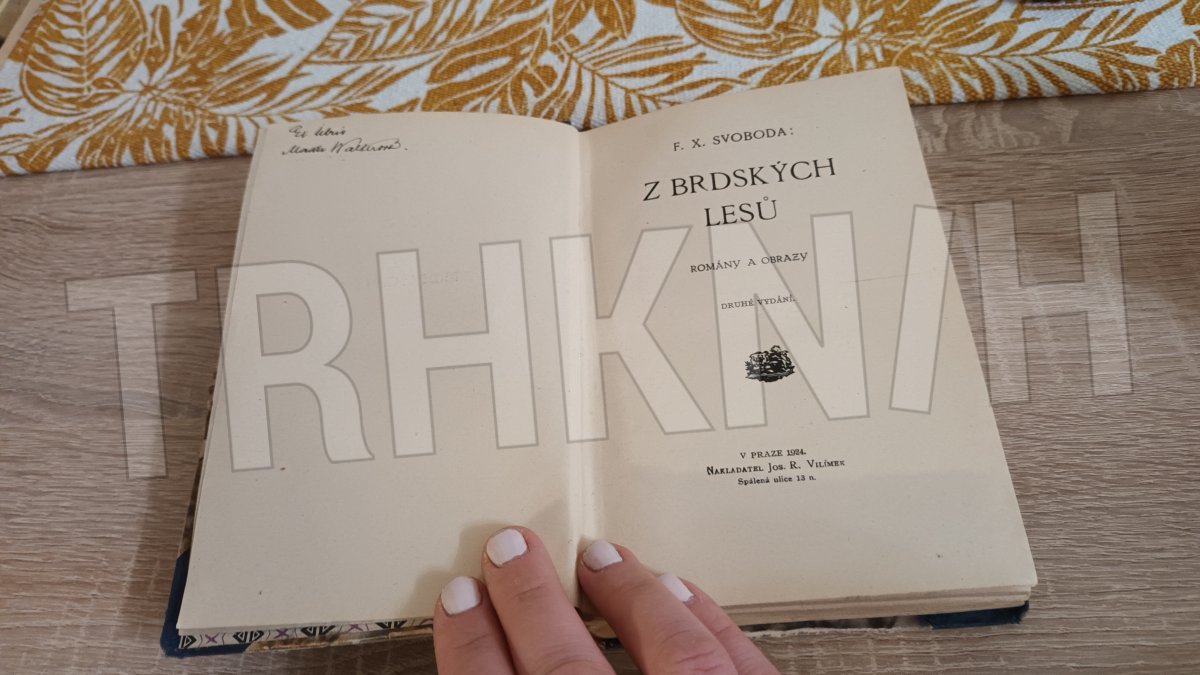 Ex libris
F. X. SVOBODA:
Z BRDSKÝCH
LESŮ
ROMÁNY A OBRAZY
DRUHÉ VYDÁNÍ.
V PRAZE 1924.
NAKLADATEL JOS. R. VILÍMEK
Spálená ulice 13 n.
TRHKNIH